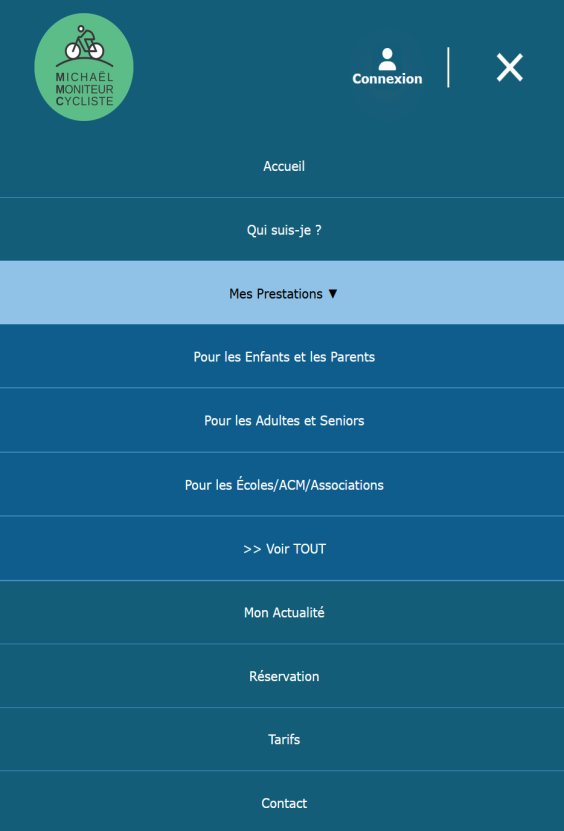 MICHAËL
MONITEUR
CYCLISTE
Connexion
Accueil
Qui suis-je ?
Mes Prestations ▼
Pour les Enfants et les Parents
Pour les Adultes et Seniors
Pour les Écoles/ACM/Associations
>> Voir TOUT
Mon Actualité
Réservation
Tarifs
Contact